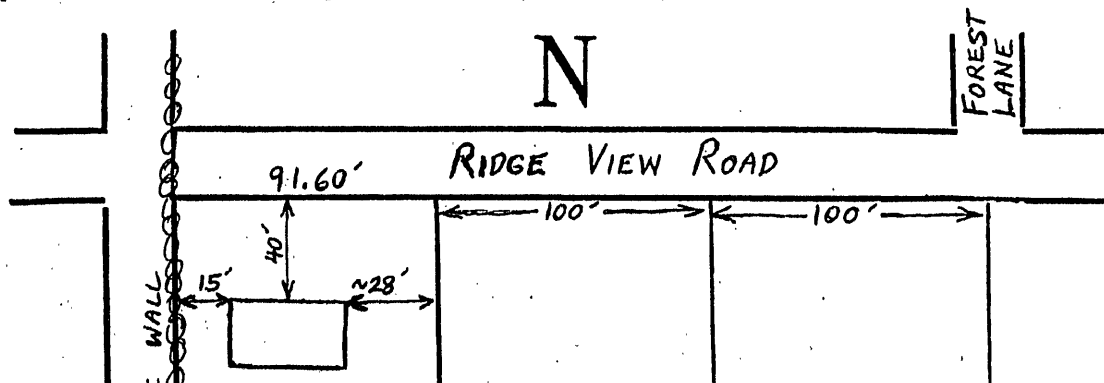 N
FOREST
LANE
RIDGE VIEW ROAD
91.60'
100'
100'
40'
15'
~28'
WALL